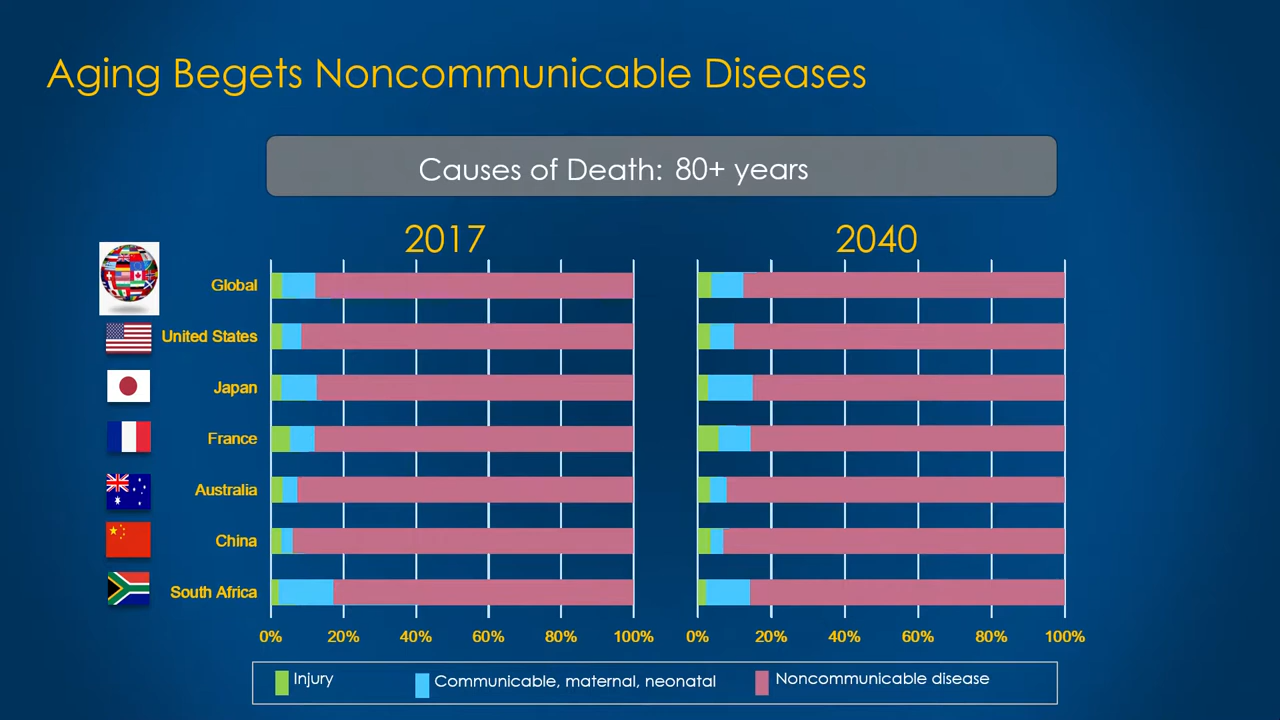 Aging Begets Noncommunicable Diseases
Causes of Death: 80+ years
2017
2040
Global
United States
Japan
France
Australia
China
South Africa
0% 20% 40% 60% 80% 100%
0% 20% 40% 60% 80% 100%
Injury
Communicable, maternal, neonatal
Noncommunicable disease